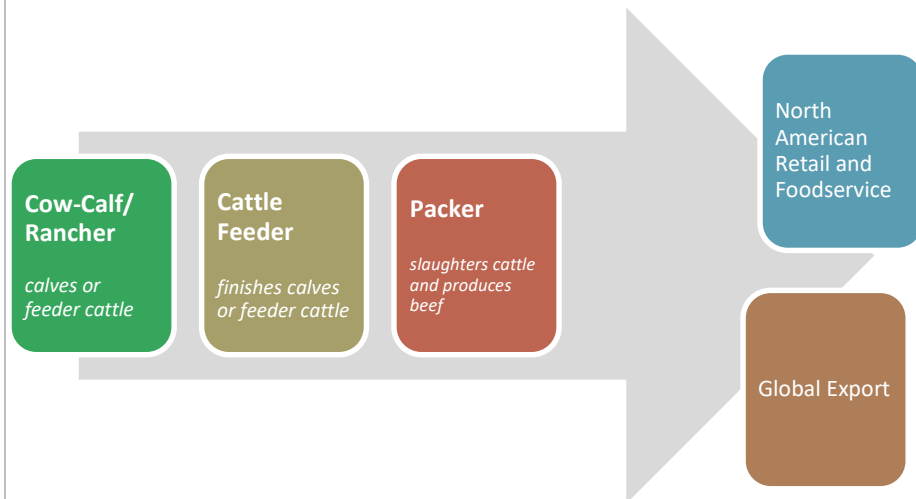 Cow-Calf/
Rancher
calves or
feeder cattle
Cattle
Feeder
finishes calves
or feeder cattle
Packer
slaughters cattle
and produces
beef
North
American
Retail and
Foodservice
Global Export